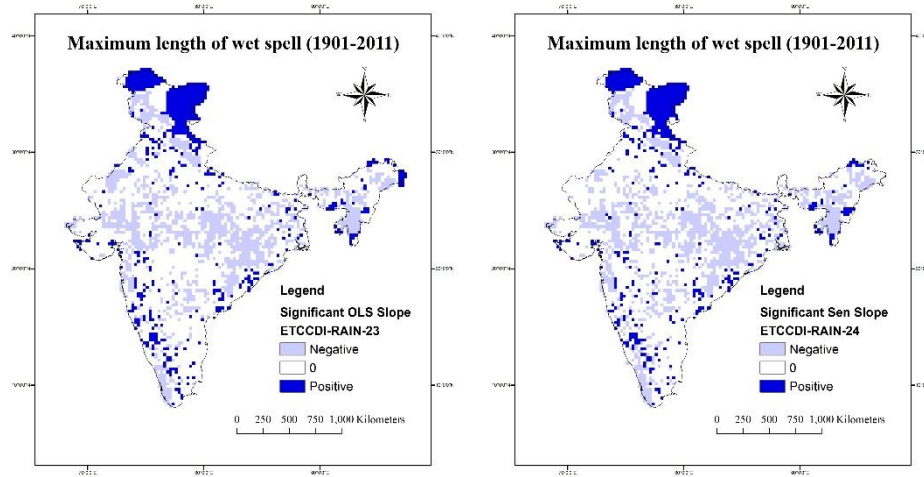 Maximum length of wet spell (1901-2011)
N
W
E
S
Legend
Significant OLS Slope
ETCCDI-RAIN-23
Negative
0
Positive
0 250 500 750 1,000 Kilometers
Maximum length of wet spell (1901-2011)
N
W
E
S
Legend
Significant Sen Slope
ETCCDI-RAIN-24
Negative
0
Positive
0 250 500 750 1,000 Kilometers